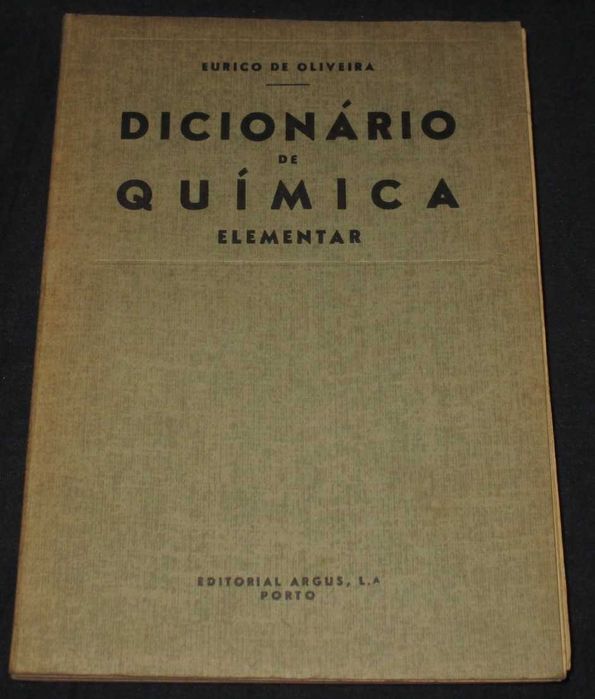 EURICO DE OLIVEIRA
DICIONÁRIO
DE
QUÍMICA
ELEMENTAR
EDITORIAL ARGUS, L.A
PORTO